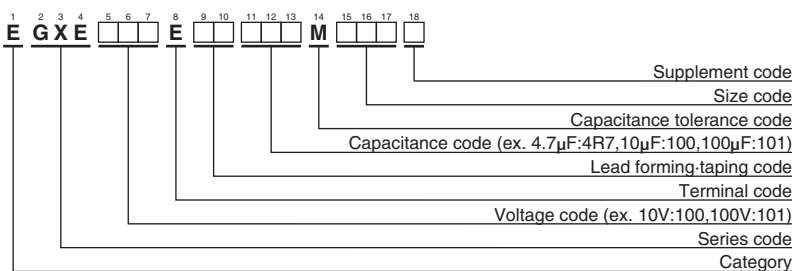 1 2 3 4 5 6 7 8 9 10 11 12 13 14 15 16 17 18
E G X E □□□ E □□ □□□ M □□□ □
Supplement code
Size code
Capacitance tolerance code
Capacitance code (ex. 4.7μF:4R7,10μF:100,100μF:101)
Lead forming·taping code
Terminal code
Voltage code (ex. 10V:100,100V:101)
Series code
Category